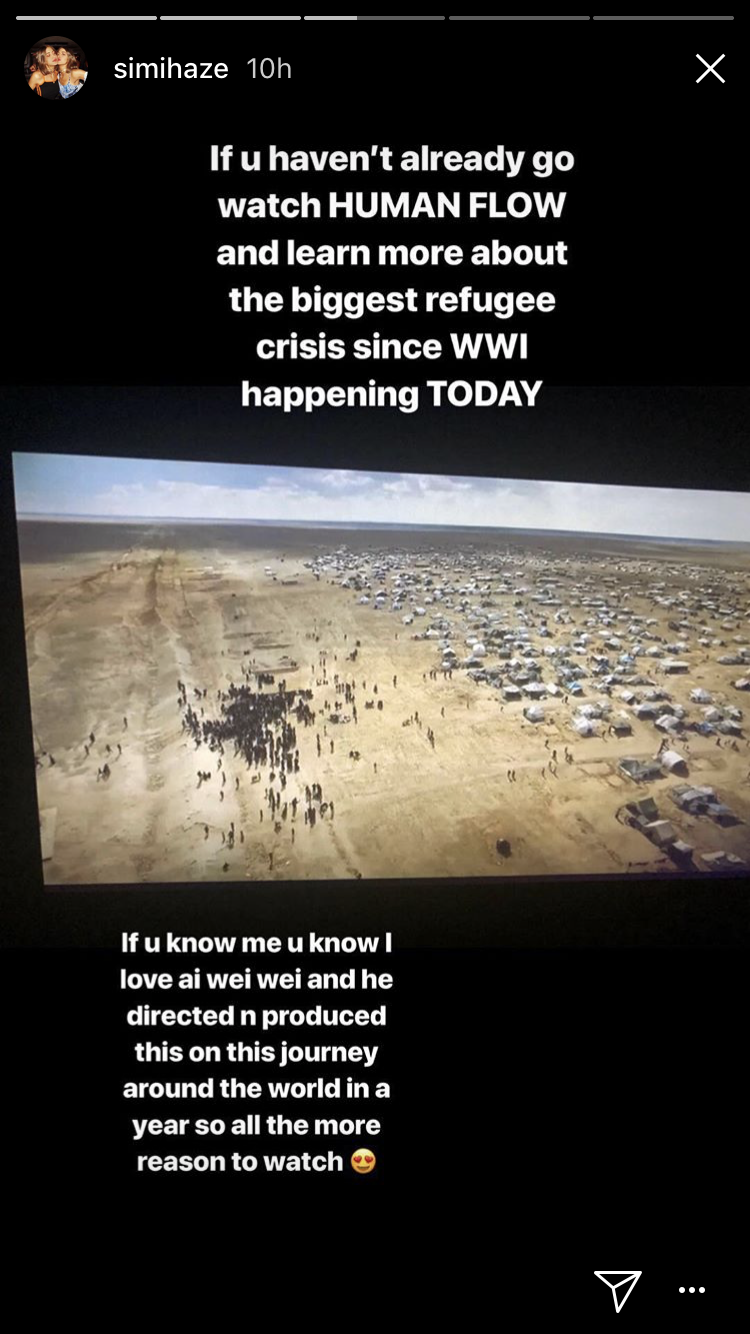 simihaze 10h
If u haven’t already go
watch HUMAN FLOW
and learn more about
the biggest refugee
crisis since WWI
happening TODAY
If u know me u know I
love ai wei wei and he
directed n produced
this on this journey
around the world in a
year so all the more
reason to watch 😍